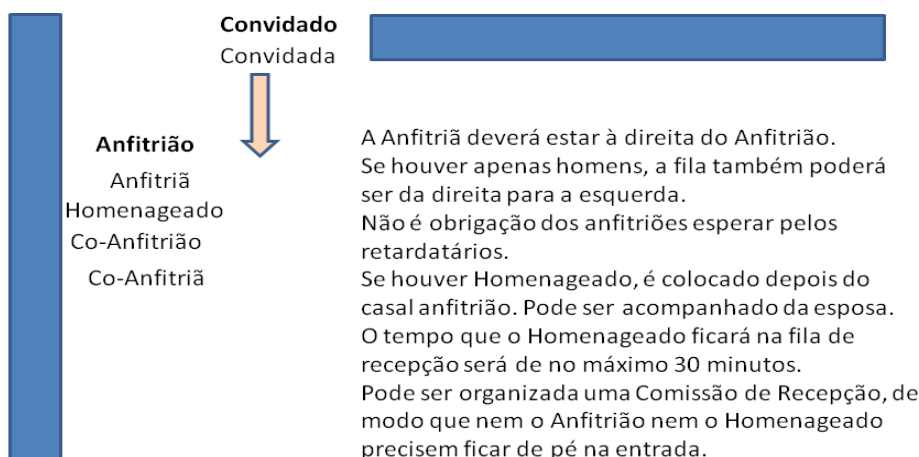 Convidado
Convidada
Anfitrião
Anfitriã
Homenageado
Co-Anfitrião
Co-Anfitriã
A Anfitriã deverá estar à direita do Anfitrião.
Se houver apenas homens, a fila também poderá
ser da direita para a esquerda.
Não é obrigação dos anfitriões esperar pelos
retardatários.
Se houver Homenageado, é colocado depois do
casal anfitrião. Pode ser acompanhado da esposa.
O tempo que o Homenageado ficará na fila de
recepção será de no máximo 30 minutos.
Pode ser organizada uma Comissão de Recepção, de
modo que nem o Anfitrião nem o Homenageado
precisem ficar de pé na entrada.